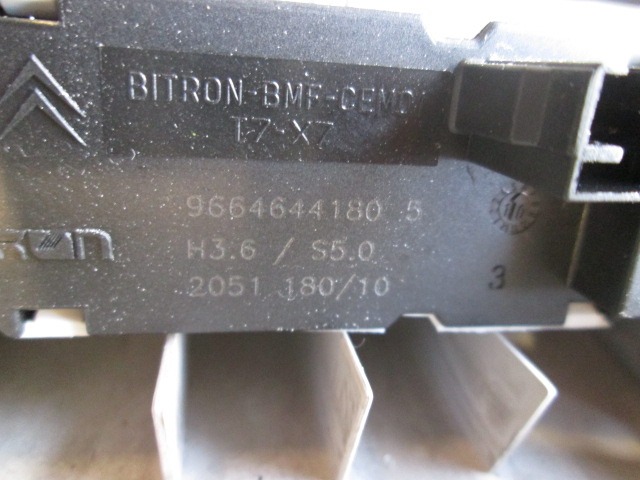 BITRON-BMF-CEMD
T7-X7
9664644180 5
H3.6 / S5.0
2051 180/10
3